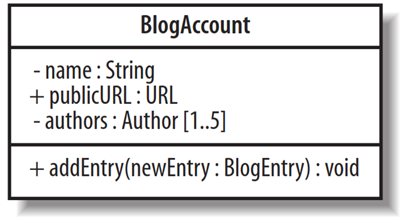 BlogAccount
- name : String
+ publicURL : URL
- authors : Author [1..5]
+ addEntry(newEntry : BlogEntry) : void